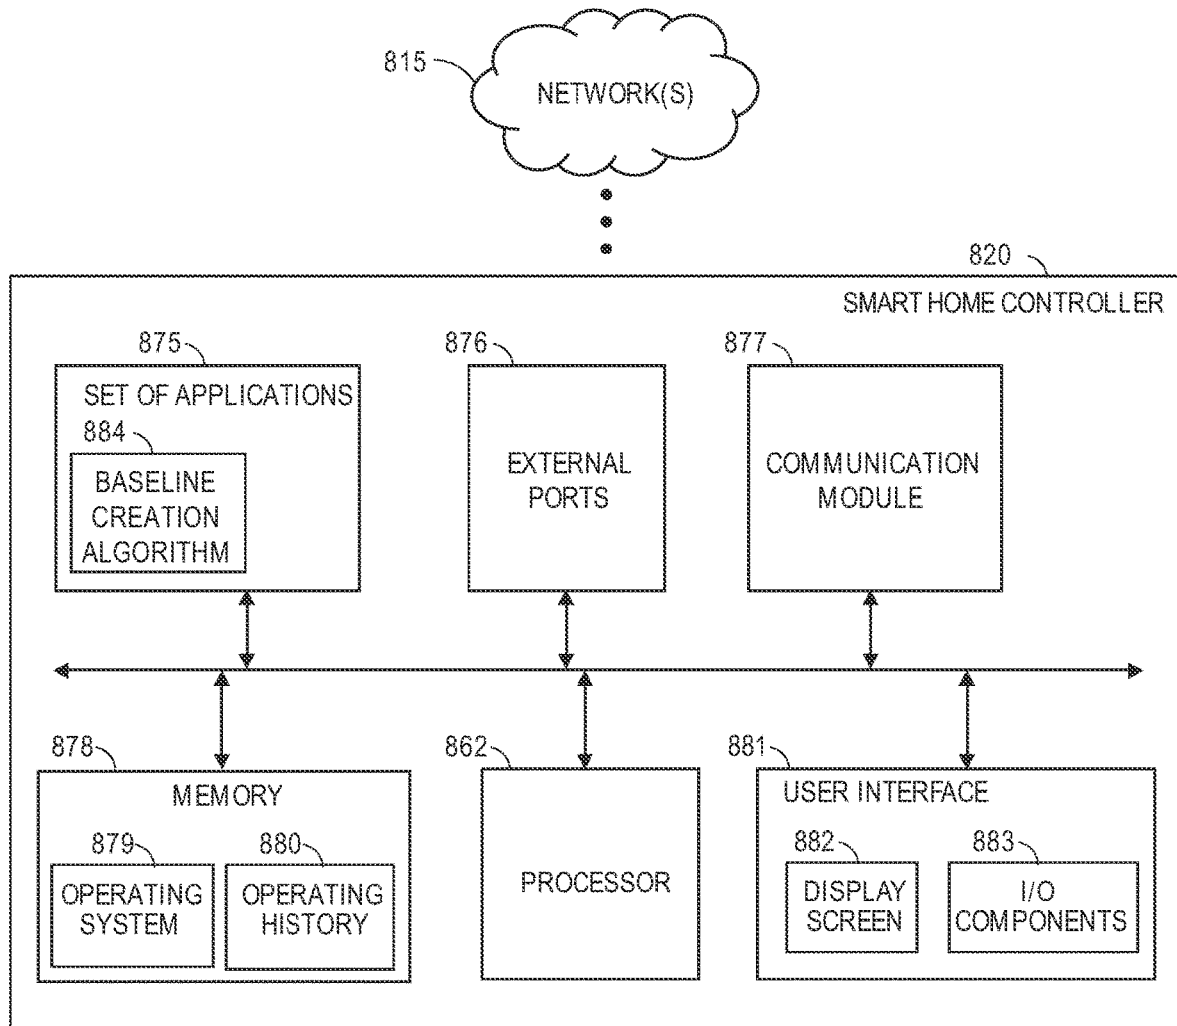 815
NETWORK(S)
820
SMART HOME CONTROLLER
875
SET OF APPLICATIONS
884
BASELINE
CREATION
ALGORITHM
876
EXTERNAL
PORTS
877
COMMUNICATION
MODULE
878
MEMORY
879
OPERATING
SYSTEM
880
OPERATING
HISTORY
862
PROCESSOR
881
USER INTERFACE
882
DISPLAY
SCREEN
883
I/O
COMPONENTS